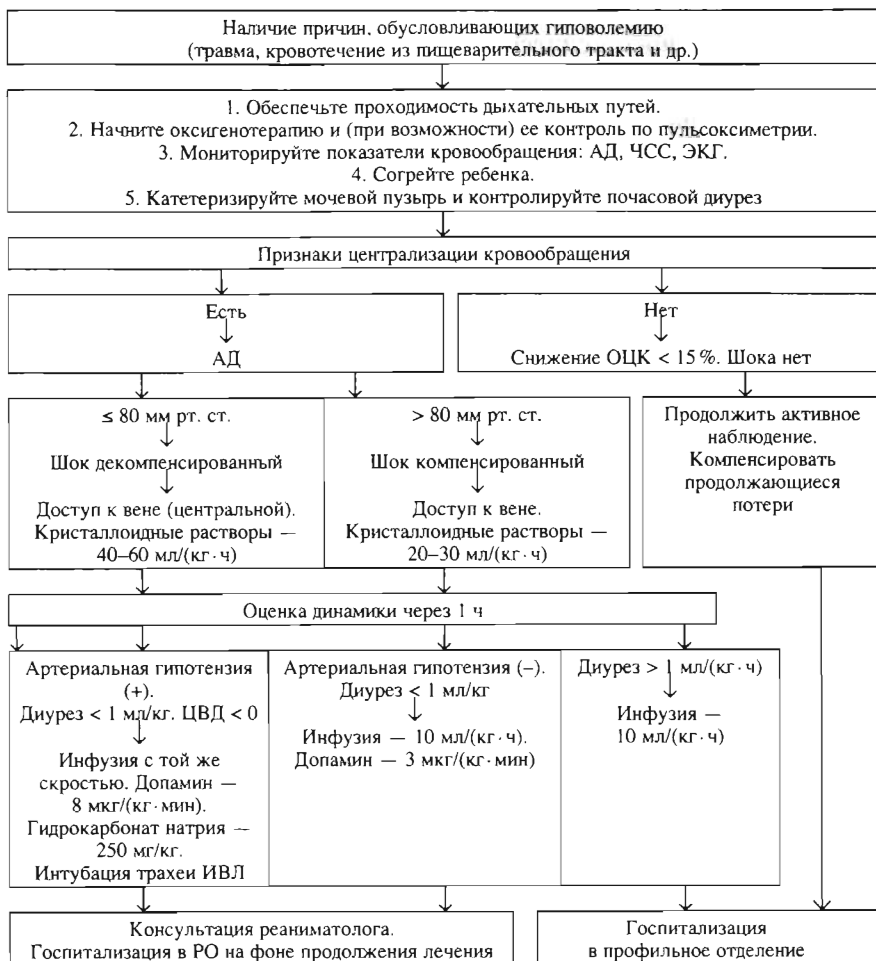 Наличие причин, обусловливающих гиповолемию
(травма, кровотечение из пищеварительного тракта и др.)
1. Обеспечьте проходимость дыхательных путей.
2. Начните оксигенотерапию и (при возможности) ее контроль по пульсоксиметрии.
3. Мониторируйте показатели кровообращения: АД, ЧСС, ЭКГ.
4. Согрейте ребенка.
5. Катетеризируйте мочевой пузырь и контролируйте почасовой диурез
Признаки централизации кровообращения
Есть
АД
Нет
Снижение ОЦК < 15 %. Шока нет
≤ 80 мм рт. ст.
Шок декомпенсированный
Доступ к вене (центральной).
Кристаллоидные растворы —
40–60 мл/(кг·ч)
> 80 мм рт. ст.
Шок компенсированный
Доступ к вене.
Кристаллоидные растворы —
20–30 мл/(кг·ч)
Продолжить активное
наблюдение.
Компенсировать
продолжающиеся
потери
Оценка динамики через 1 ч
Артериальная гипотензия
(+).
Диурез < 1 мл/кг. ЦВД < 0
Инфузия с той же
скростью. Допамин —
8 мкг/(кг·мин).
Гидрокарбонат натрия —
250 мг/кг.
Интубация трахеи ИВЛ
Артериальная гипотензия (–).
Диурез < 1 мл/кг
Инфузия — 10 мл/(кг·ч).
Допамин — 3 мкг/(кг·мин)
Диурез > 1 мл/(кг·ч)
Инфузия —
10 мл/(кг·ч)
Консультация реаниматолога.
Госпитализация в РО на фоне продолжения лечения
Госпитализация
в профильное отделение